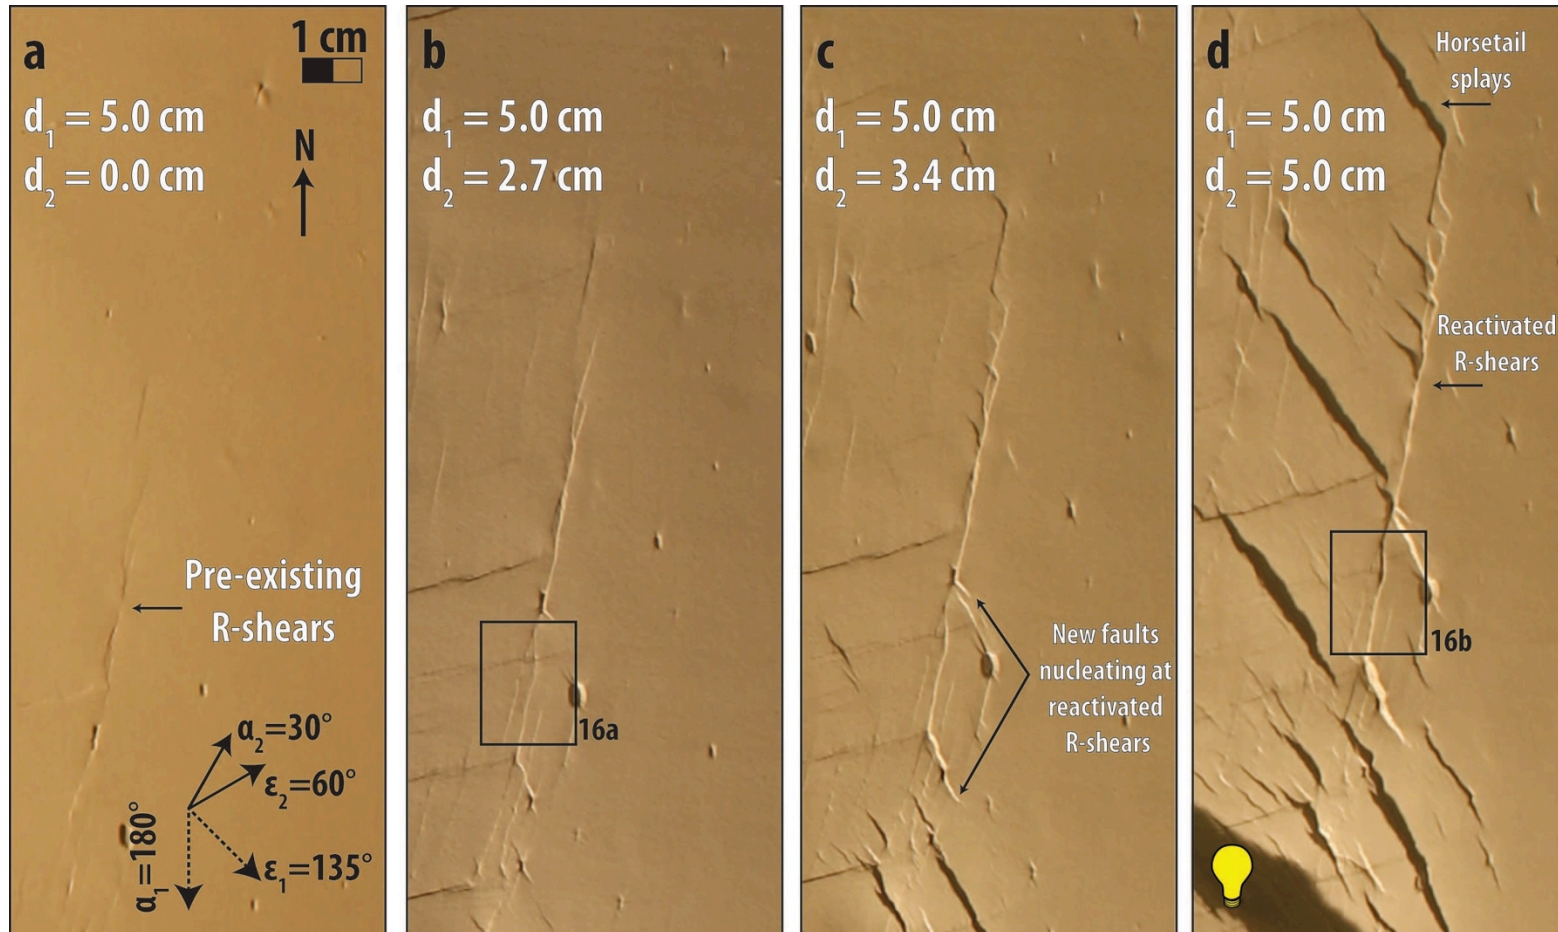 a
1 cm
d₁ = 5.0 cm
d₂ = 0.0 cm
N
Pre-existing
R-shears
α₂=30°
ε₂=60°
α₁=180°
ε₁=135°
b
d₁ = 5.0 cm
d₂ = 2.7 cm
16a
c
d₁ = 5.0 cm
d₂ = 3.4 cm
New faults
nucleating at
reactivated
R-shears
d
d₁ = 5.0 cm
d₂ = 5.0 cm
Horsetail
splays
Reactivated
R-shears
16b